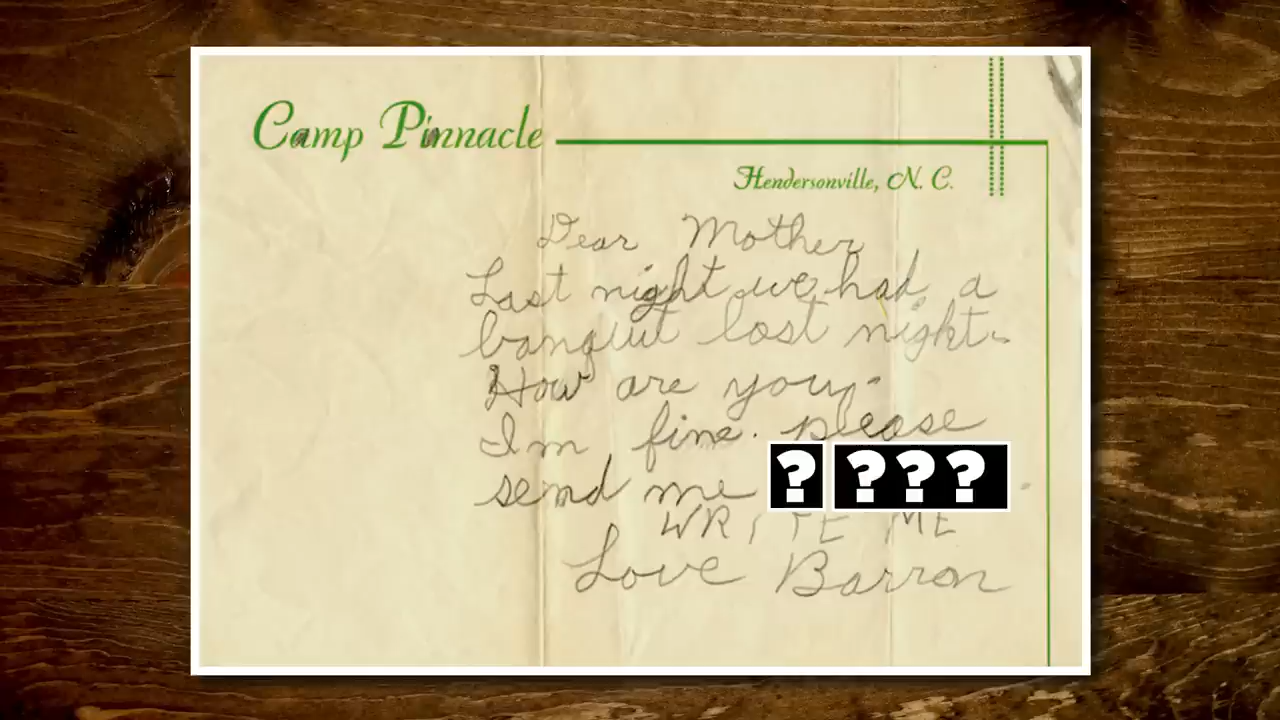 Camp Pinnacle
Hendersonville, N. C.
Dear Mother
Last night we had a
banquit last night.
How are you.
I'm fine. please
send me ? ???
WRITE ME
Love Barron